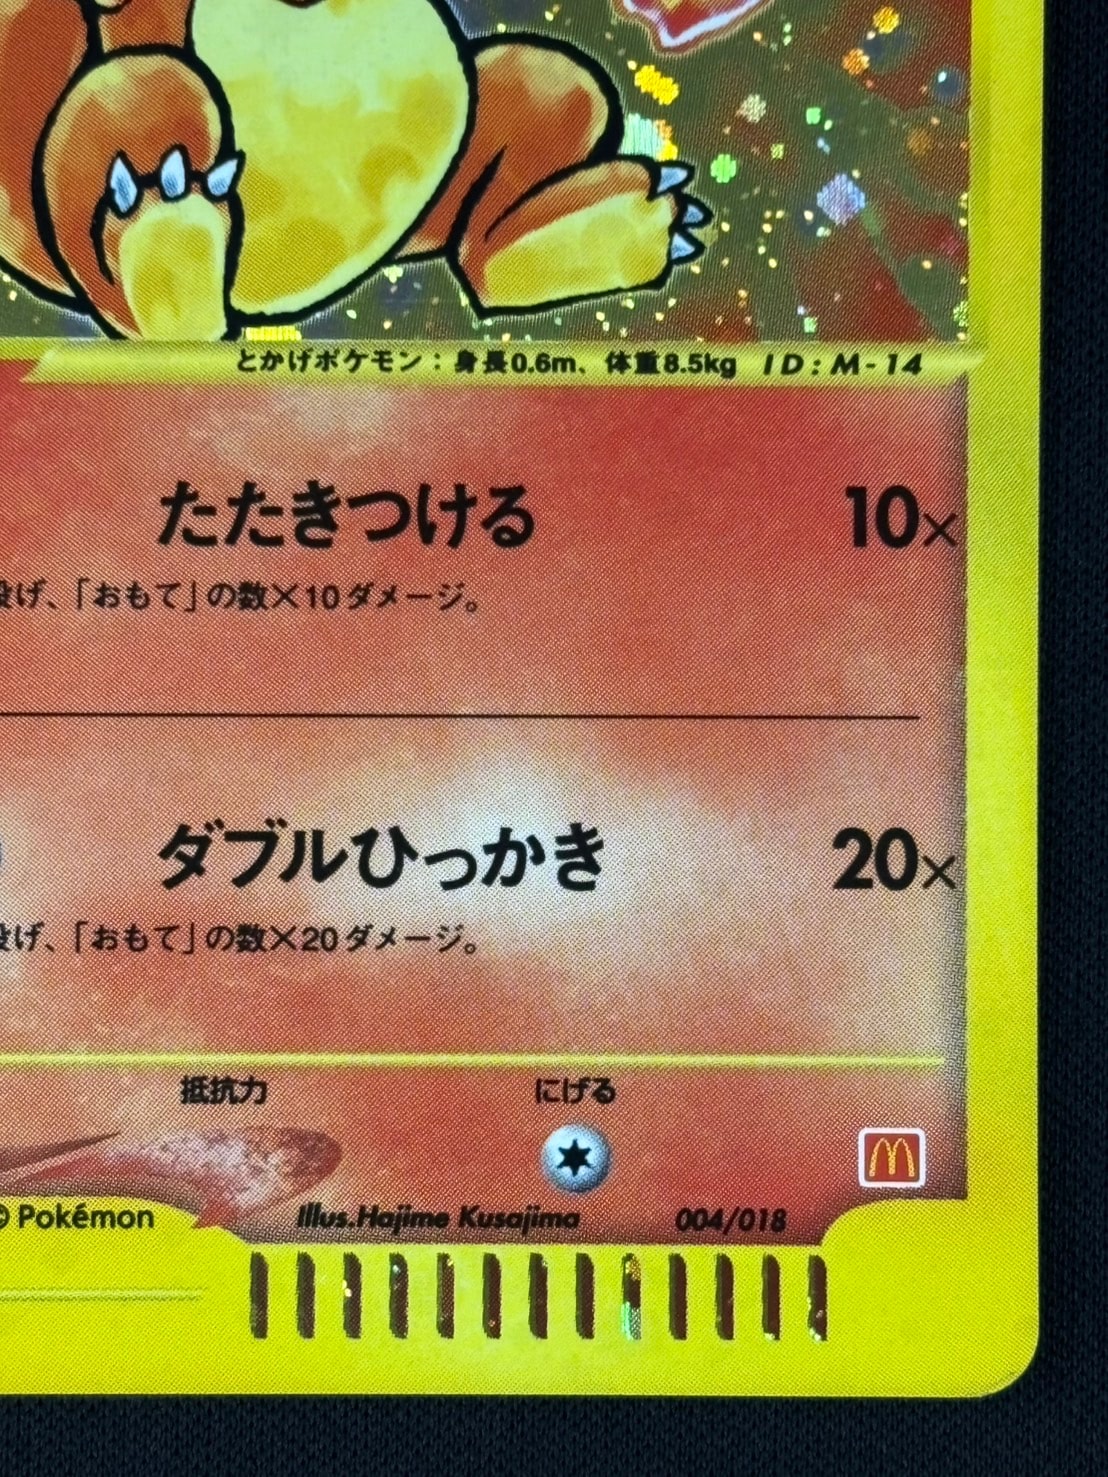 とかげポケモン：身長0.6m、体重8.5kg ID:M-14
たたきつける 10×
投げ、「おもて」の数×10ダメージ。
ダブルひっかき 20×
投げ、「おもて」の数×20ダメージ。
抵抗力 にげる
© Pokémon Illus.Hajime Kusajima 004/018